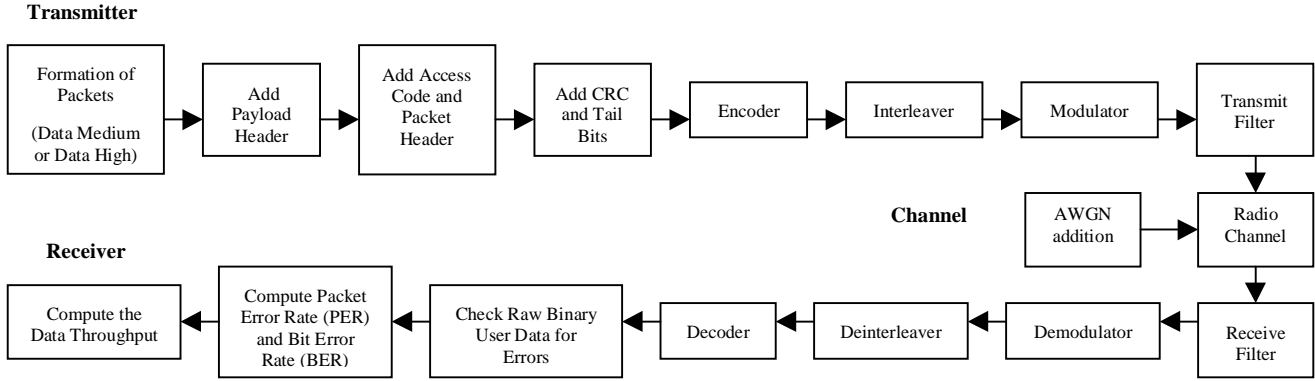 Transmitter
Formation of
Packets
(Data Medium
or Data High)
Add
Payload
Header
Add Access
Code and
Packet
Header
Add CRC
and Tail
Bits
Encoder
Interleaver
Modulator
Transmit
Filter
Channel
AWGN
addition
Radio
Channel
Receiver
Receive
Filter
Demodulator
Deinterleaver
Decoder
Check Raw Binary
User Data for
Errors
Compute Packet
Error Rate (PER)
and Bit Error
Rate (BER)
Compute the
Data Throughput